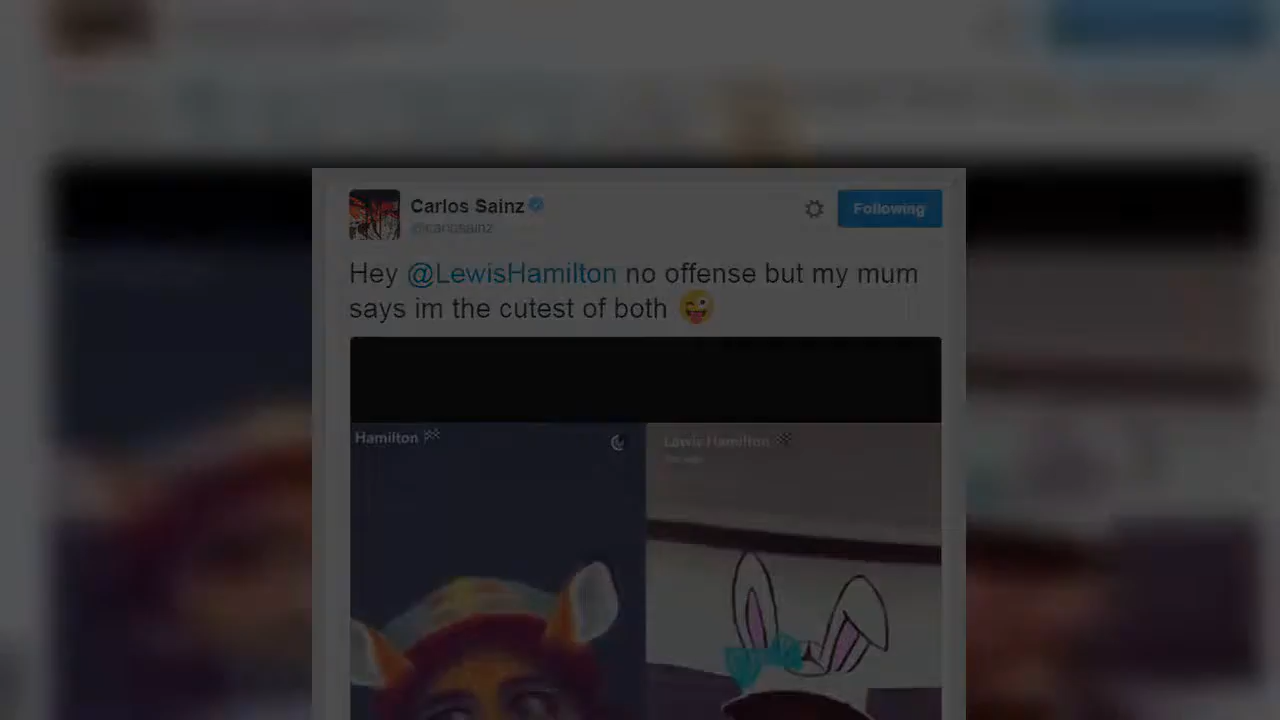 Carlos Sainz
@carlossainz
Following
Hey @LewisHamilton no offense but my mum
says im the cutest of both 😜
Hamilton 🏁
Lewis Hamilton 🏁